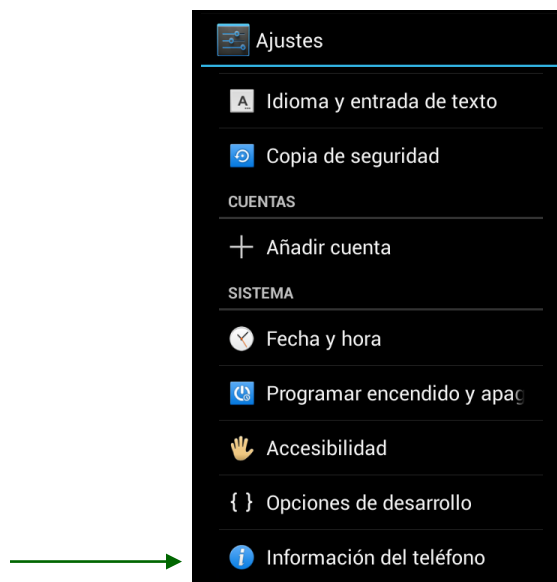 Ajustes
Idioma y entrada de texto
Copia de seguridad
CUENTAS
Añadir cuenta
SISTEMA
Fecha y hora
Programar encendido y apag
Accesibilidad
{ } Opciones de desarrollo
Información del teléfono